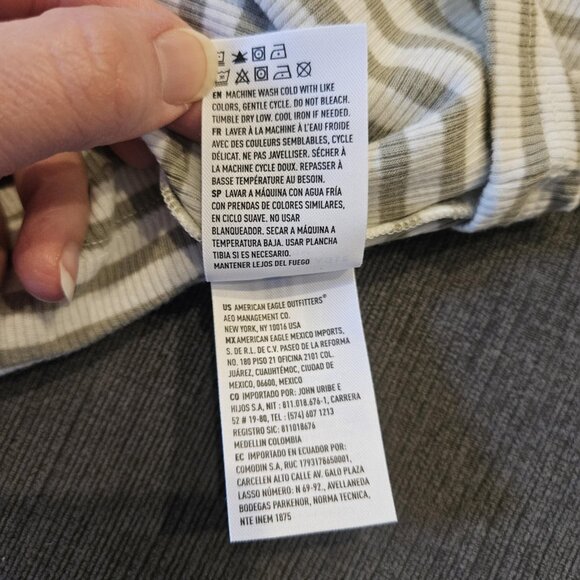 EN MACHINE WASH COLD WITH LIKE
COLORS, GENTLE CYCLE. DO NOT BLEACH.
TUMBLE DRY LOW. COOL IRON IF NEEDED.
FR LAVER À LA MACHINE À L'EAU FROIDE
AVEC DES COULEURS SEMBLABLES, CYCLE
DÉLICAT. NE PAS JAVELLISER. SÉCHER À
LA MACHINE CYCLE DOUX. REPASSER À
BASSE TEMPÉRATURE AU BESOIN.
SP LAVAR A MÁQUINA CON AGUA FRÍA
CON PRENDAS DE COLORES SIMILARES,
EN CICLO SUAVE. NO USAR
BLANQUEADOR. SECAR A MÁQUINA A
TEMPERATURA BAJA. USAR PLANCHA
TIBIA SI ES NECESARIO.
MANTENER LEJOS DEL FUEGO
US AMERICAN EAGLE OUTFITTERS®
AEO MANAGEMENT CO.
NEW YORK, NY 10016 USA
MX AMERICAN EAGLE MEXICO IMPORTS,
S. DE R.L. DE C.V. PASEO DE LA REFORMA
NO. 180 PISO 21 OFICINA 2101 COL.
JUÁREZ, CUAUHTÉMOC, CIUDAD DE
MEXICO, 06600, MEXICO
CO IMPORTADO POR: JOHN URIBE E
HIJOS S.A, NIT : 811.018.676-1, CARRERA
52 # 19-80, TEL : (574) 607 1213
REGISTRO SIC: 811018676
MEDELLIN COLOMBIA
EC IMPORTADO EN ECUADOR POR:
COMODIN S.A, RUC 1793178650001,
CARCELEN ALTO CIUDAD AV. GALO PLAZA
LASSO NÚMERO: N 69-92., AVELLANEDA
BODEGAS PARKENOR, NORMA TECNICA,
NTE INEM 1875